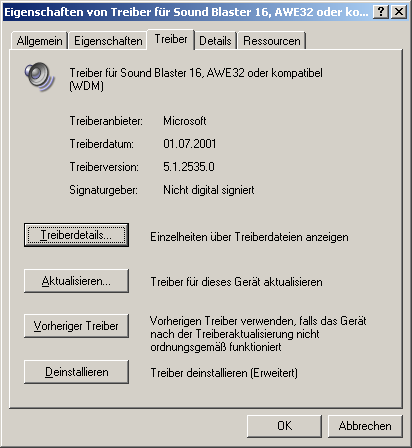 Eigenschaften von Treiber für Sound Blaster 16, AWE32 oder ko...
Allgemein Eigenschaften Treiber Details Ressourcen
Treiber für Sound Blaster 16, AWE32 oder kompatibel
(WDM)
Treiberanbieter: Microsoft
Treiberdatum: 01.07.2001
Treiberversion: 5.1.2535.0
Signaturgeber: Nicht digital signiert
Treiberdetails... Einzelheiten über Treiberdateien anzeigen
Aktualisieren... Treiber für dieses Gerät aktualisieren
Vorheriger Treiber Vorherigen Treiber verwenden, falls das Gerät
nach der Treiberaktualisierung nicht
ordnungsgemäß funktioniert
Deinstallieren Treiber deinstallieren (Erweitert)
OK Abbrechen